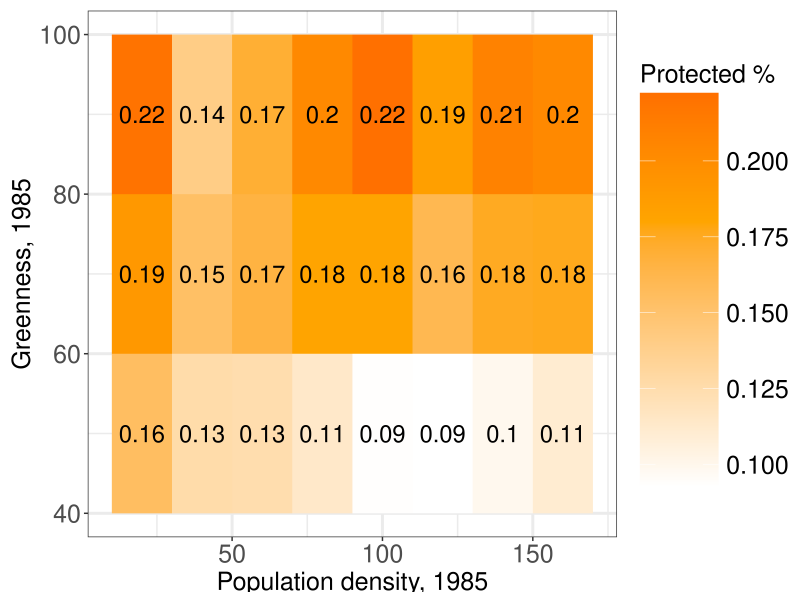 Protected %
100
0.22 0.14 0.17 0.2 0.22 0.19 0.21 0.2
0.200
80
0.175
Greenness, 1985
0.19 0.15 0.17 0.18 0.18 0.16 0.18 0.18
0.150
60
0.125
0.16 0.13 0.13 0.11 0.09 0.09 0.1 0.11
0.100
40
50 100 150
Population density, 1985